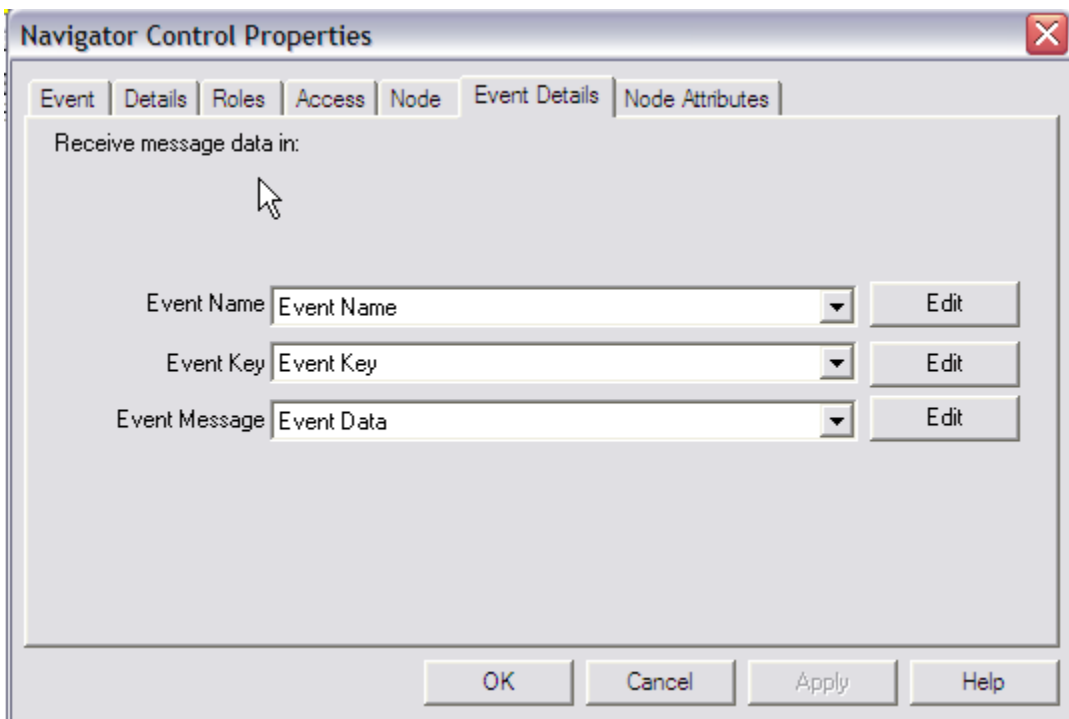 Navigator Control Properties
Event Details Roles Access Node Event Details Node Attributes
Receive message data in:
Event Name Event Name Edit
Event Key Event Key Edit
Event Message Event Data Edit
OK Cancel Apply Help